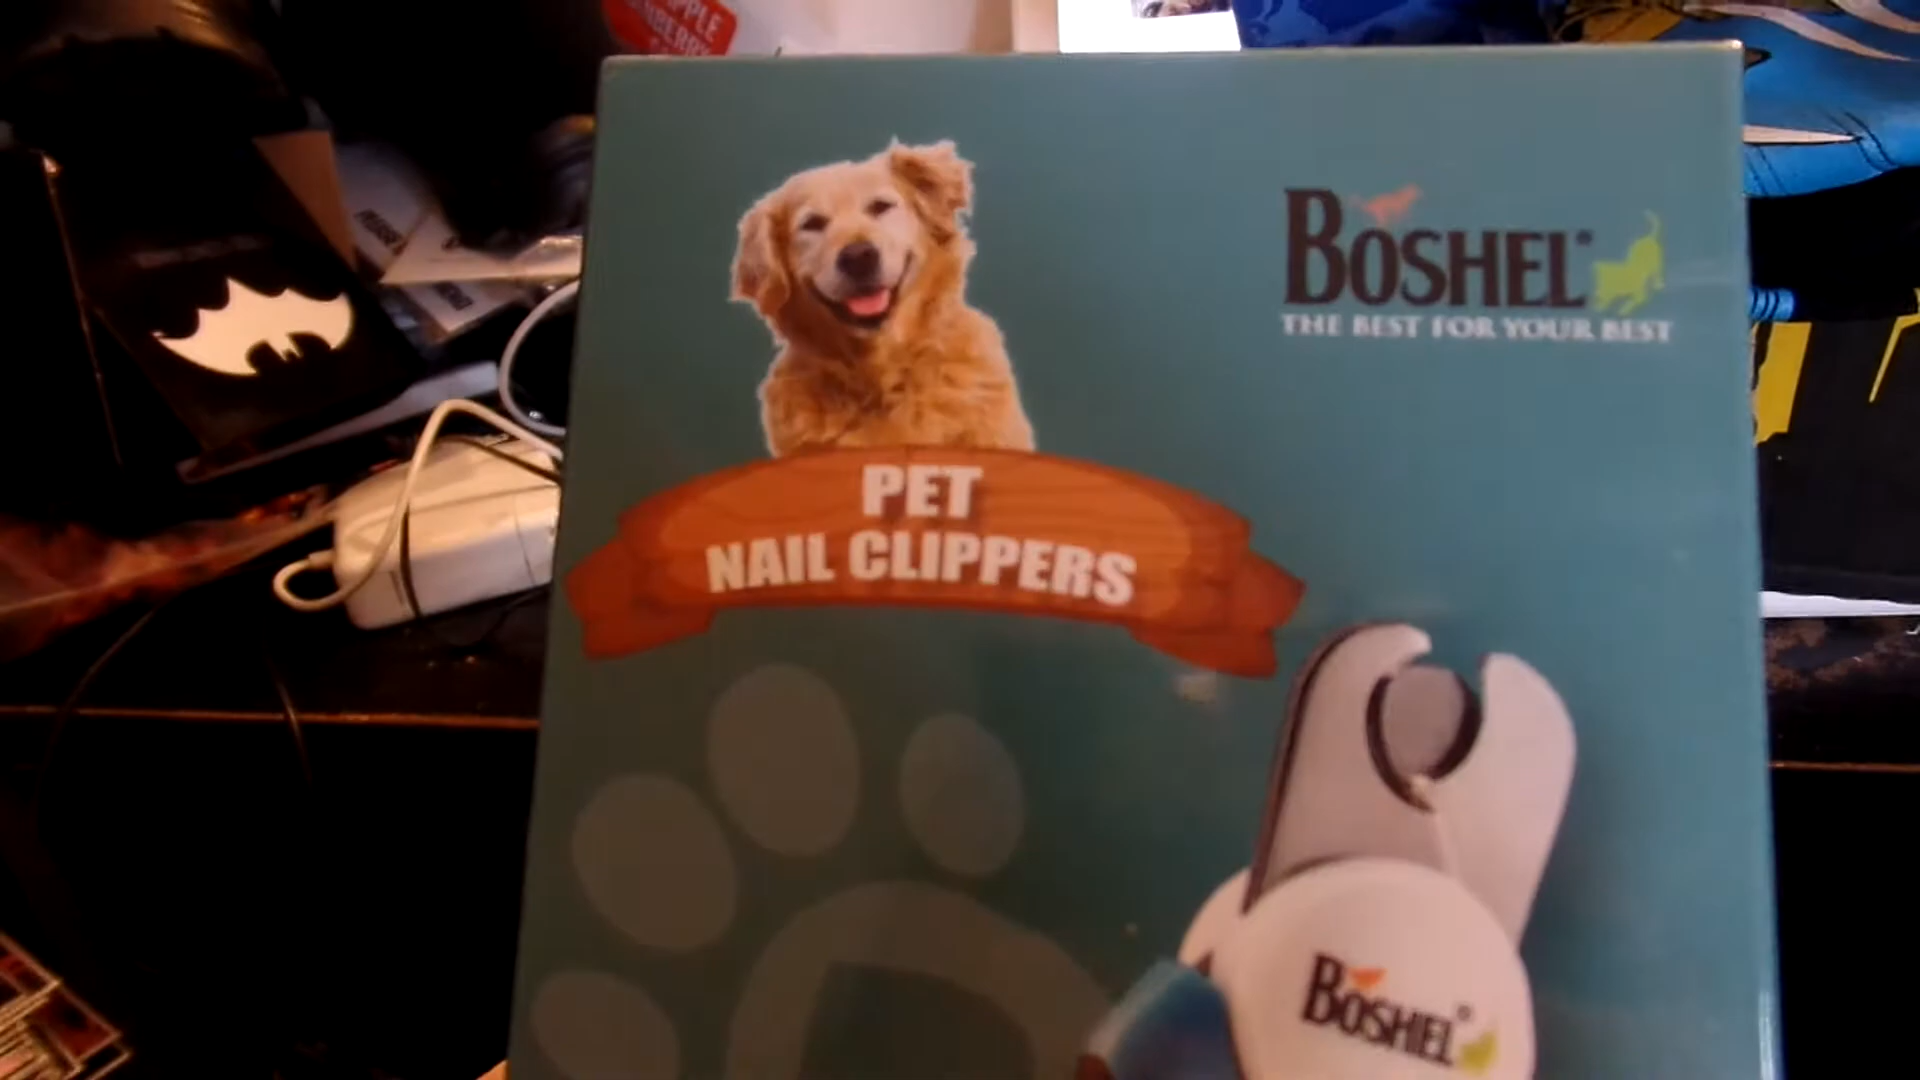 BOSHEL®
THE BEST FOR YOUR BEST
PET
NAIL CLIPPERS
BOSHEL®